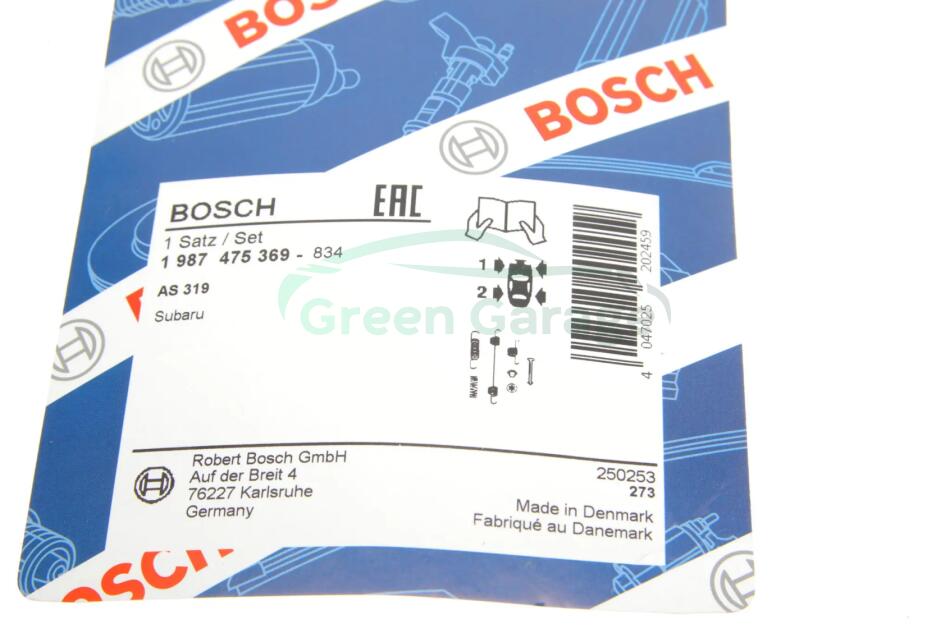 BOSCH
BOSCH
BOSCH
EAC
1 Satz / Set
1 987 475 369 - 834
AS 319
Subaru
1
2
Green Garage
4 047025 202459
Robert Bosch GmbH
Auf der Breit 4
76227 Karlsruhe
Germany
250253
273
Made in Denmark
Fabriqué au Danemark
BOSCH